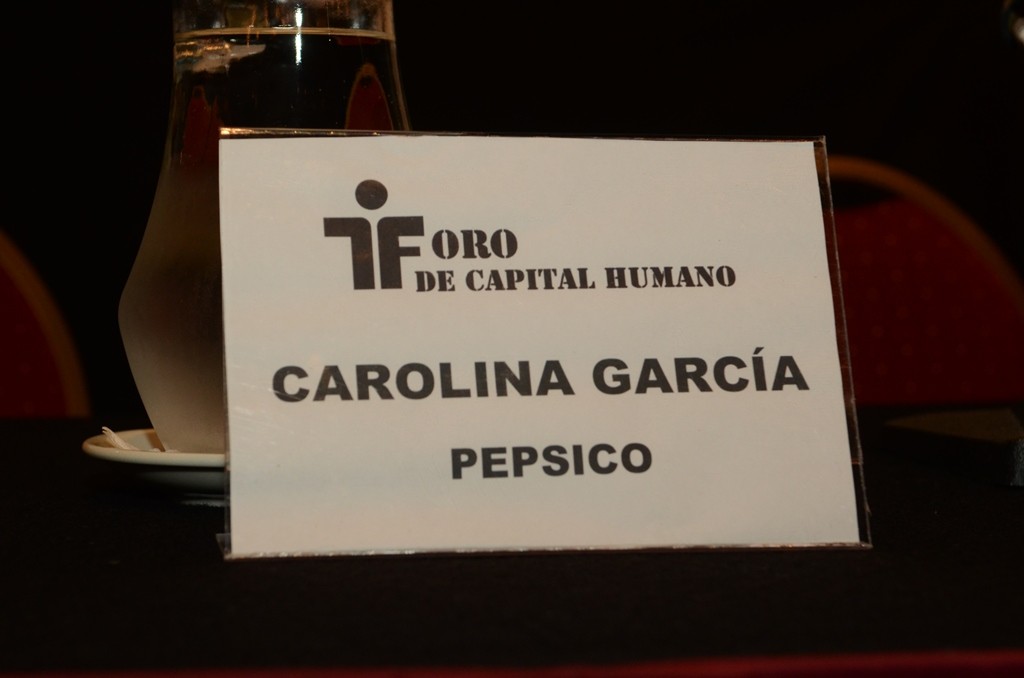 FORO
DE CAPITAL HUMANO
CAROLINA GARCÍA
PEPSICO